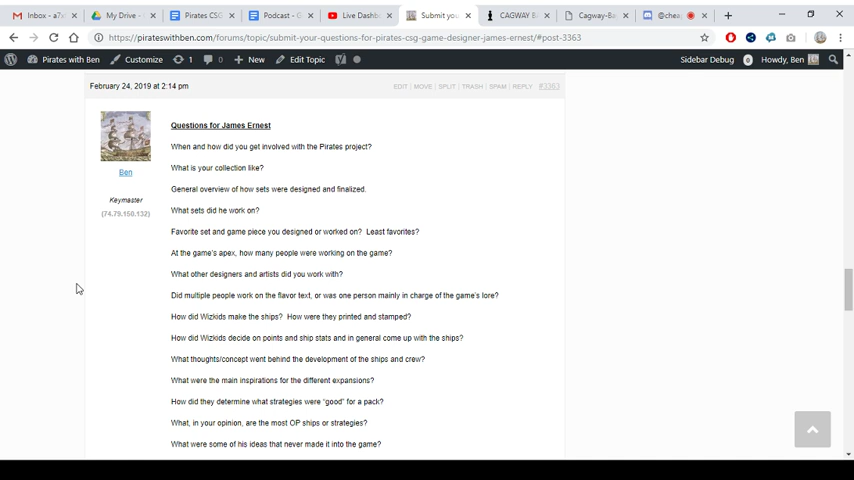 Inbox - a7x
My Drive -
Pirates CSG
Podcast - G
Live Dashbo
Submit you
CAGWAY B
Cagway-Ba
@chea
https://pirateswithben.com/forums/topic/submit-your-questions-for-pirates-csg-game-designer-james-ernest/#post-3363
Pirates with Ben
Customize
1
0
New
Edit Topic
Sidebar Debug
0
Howdy, Ben
February 24, 2019 at 2:14 pm
EDIT | MOVE | SPLIT | TRASH | SPAM | REPLY
#3363
Ben
Keymaster
(74.79.150.132)
Questions for James Ernest
When and how did you get involved with the Pirates project?
What is your collection like?
General overview of how sets were designed and finalized.
What sets did he work on?
Favorite set and game piece you designed or worked on? Least favorites?
At the game's apex, how many people were working on the game?
What other designers and artists did you work with?
Did multiple people work on the flavor text, or was one person mainly in charge of the game's lore?
How did Wizkids make the ships? How were they printed and stamped?
How did Wizkids decide on points and ship stats and in general come up with the ships?
What thoughts/concept went behind the development of the ships and crew?
What were the main inspirations for the different expansions?
How did they determine what strategies were "good" for a pack?
What, in your opinion, are the most OP ships or strategies?
What were some of his ideas that never made it into the game?